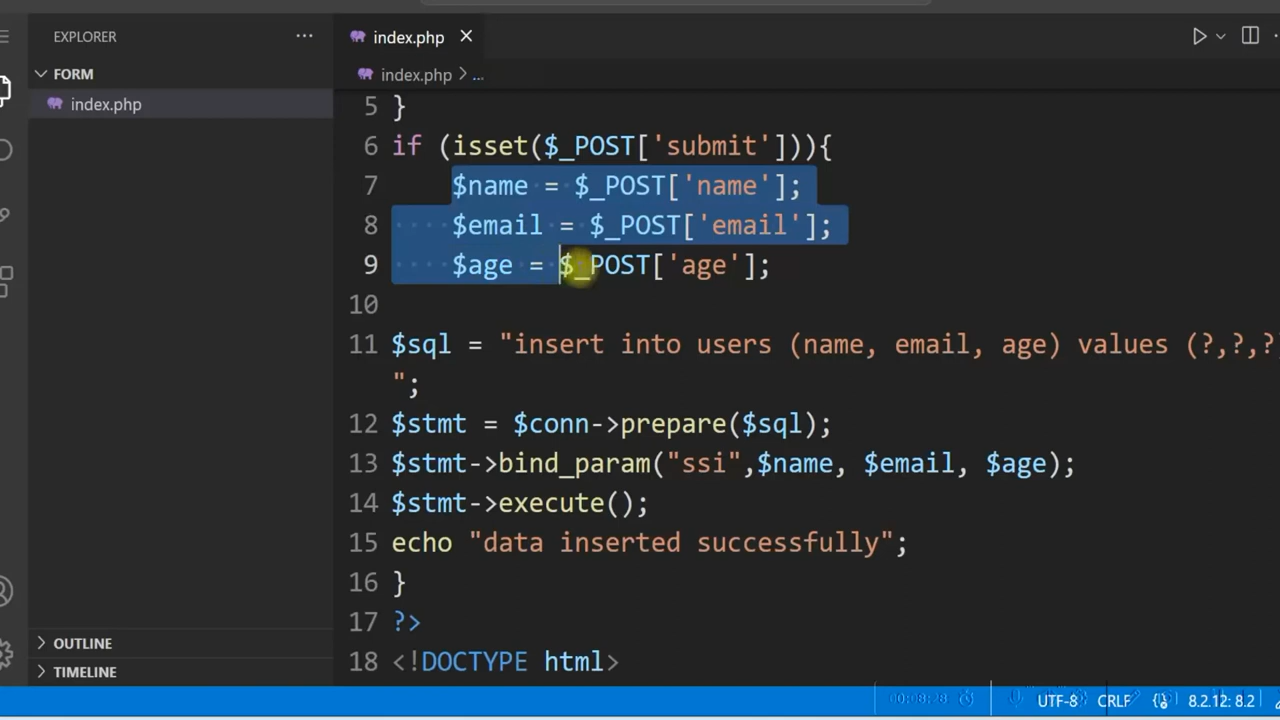 EXPLORER
index.php
FORM
index.php > ...
index.php
5 }
6 if (isset($_POST['submit'])){
7 $name = $_POST['name'];
8 $email = $_POST['email'];
9 $age = $_POST['age'];
10
11 $sql = "insert into users (name, email, age) values (?,?,?
";
12 $stmt = $conn->prepare($sql);
13 $stmt->bind_param("ssi",$name, $email, $age);
14 $stmt->execute();
15 echo "data inserted successfully";
16 }
17 ?>
18 <!DOCTYPE html>
OUTLINE
TIMELINE
00:08:28 UTF-8 CRLF 8.2.12: 8.2